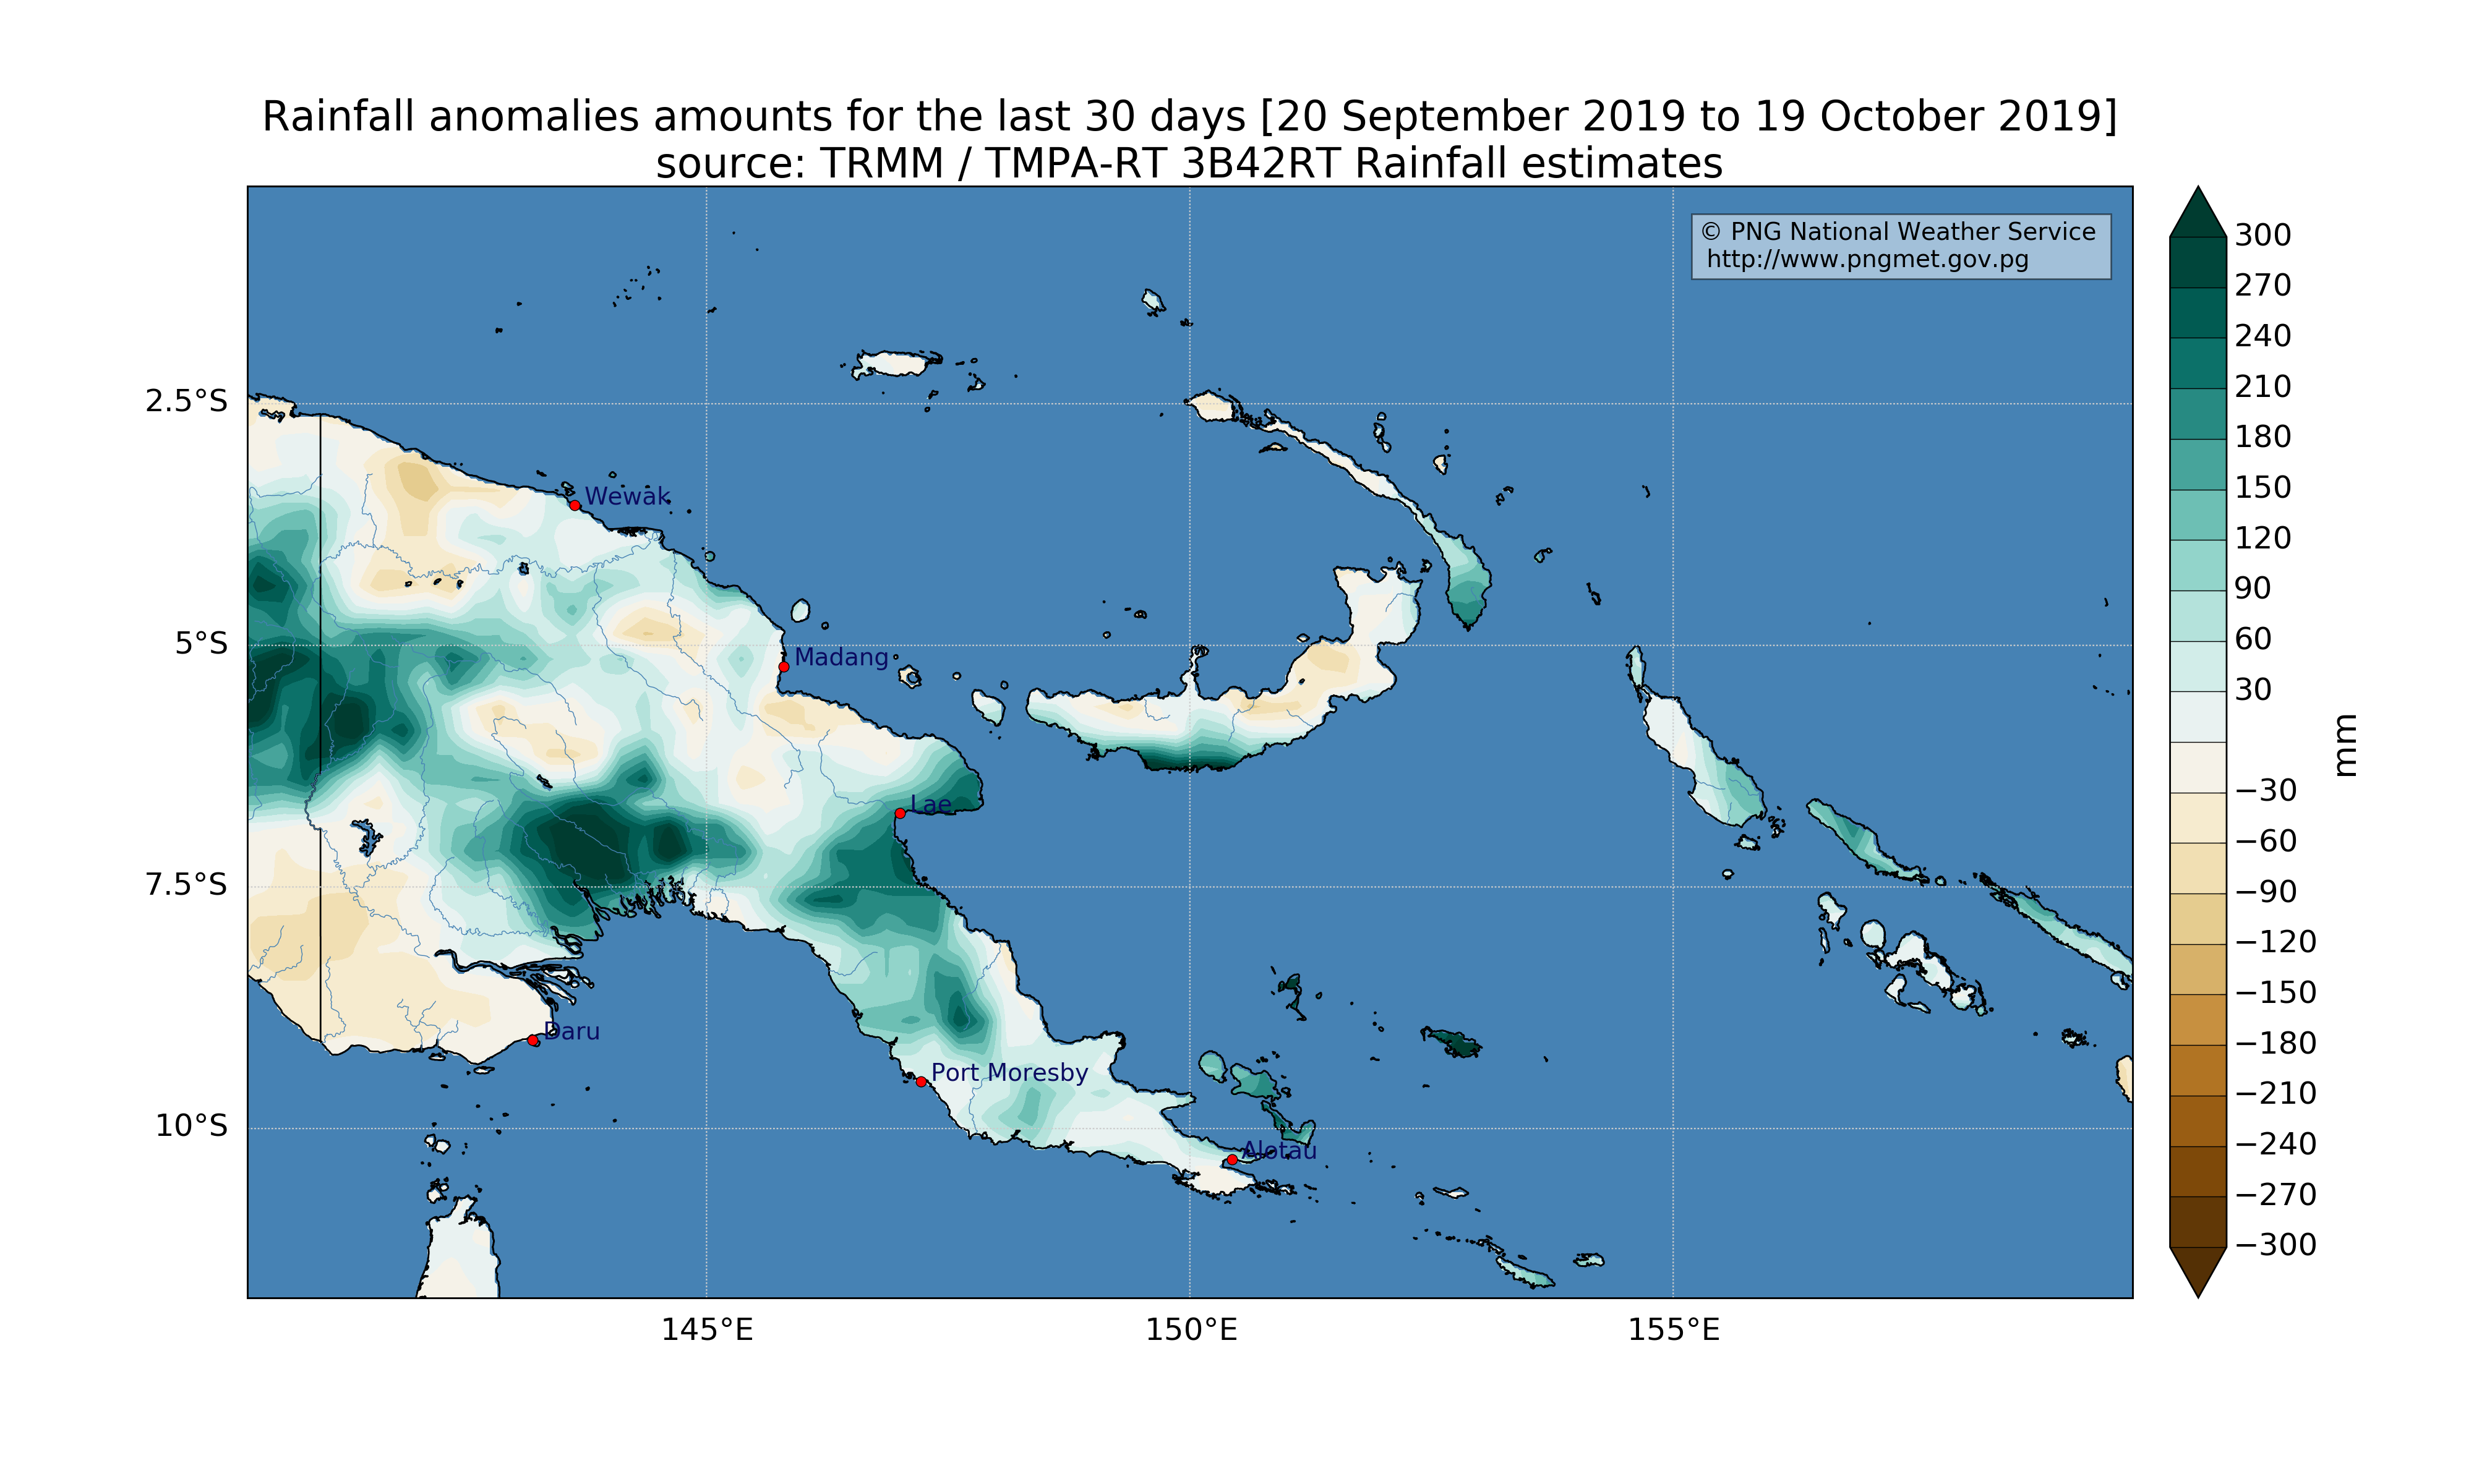 Rainfall anomalies amounts for the last 30 days [20 September 2019 to 19 October 2019]
source: TRMM / TMPA-RT 3B42RT Rainfall estimates
© PNG National Weather Service
http://www.pngmet.gov.pg
2.5°S
5°S
7.5°S
10°S
Wewak
Madang
Lae
Daru
Port Moresby
Alotau
145°E
150°E
155°E
300
270
240
210
180
150
120
90
60
30
−30
−60
−90
−120
−150
−180
−210
−240
−270
−300
mm